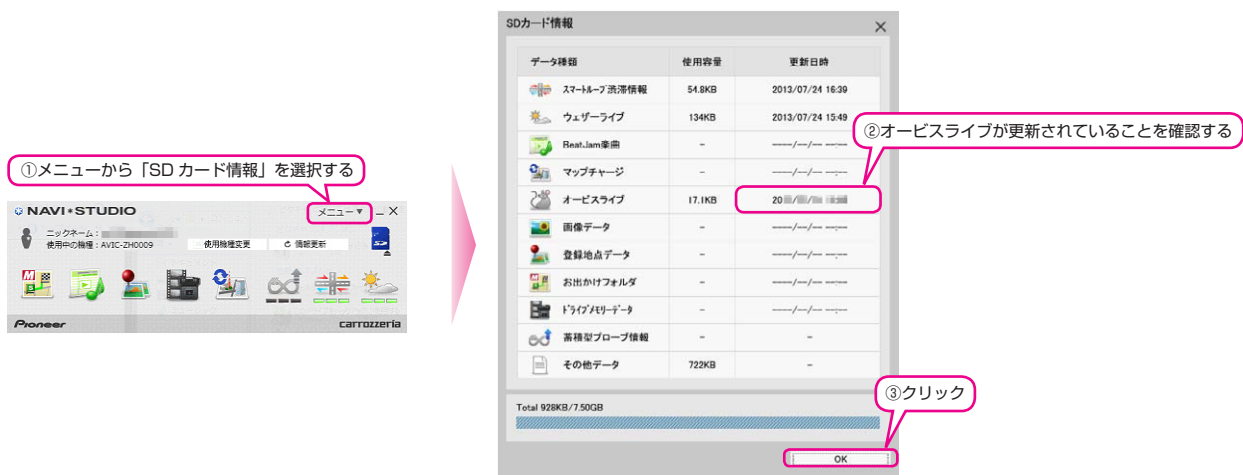 ①メニューから「SD カード情報」を選択する
NAVI*STUDIO
メニュー▼
ニックネーム：
使用中の機種：AVIC-ZH0009
使用機種変更
情報更新
Pioneer
carrozzeria
SDカード情報
データ種類 使用容量 更新日時
スマートループ渋滞情報 54.8KB 2013/07/24 16:39
ウェザーライブ 134KB 2013/07/24 15:49
BeatJam楽曲 - ----/--/-- --:--
マップチャージ - ----/--/-- --:--
オービスライブ 17.1KB 20
画像データ - ----/--/-- --:--
登録地点データ - ----/--/-- --:--
お出かけフォルダ - ----/--/-- --:--
ドライブメモリーデータ - ----/--/-- --:--
蓄積型プローブ情報 - -
その他データ 722KB -
Total 928KB/7.50GB
OK
②オービスライブが更新されていることを確認する
③クリック